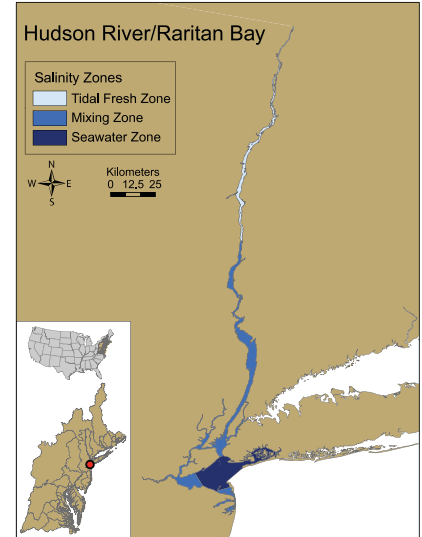 Hudson River/Raritan Bay
Salinity Zones
Tidal Fresh Zone
Mixing Zone
Seawater Zone
N
W E
S
Kilometers
0 12.5 25